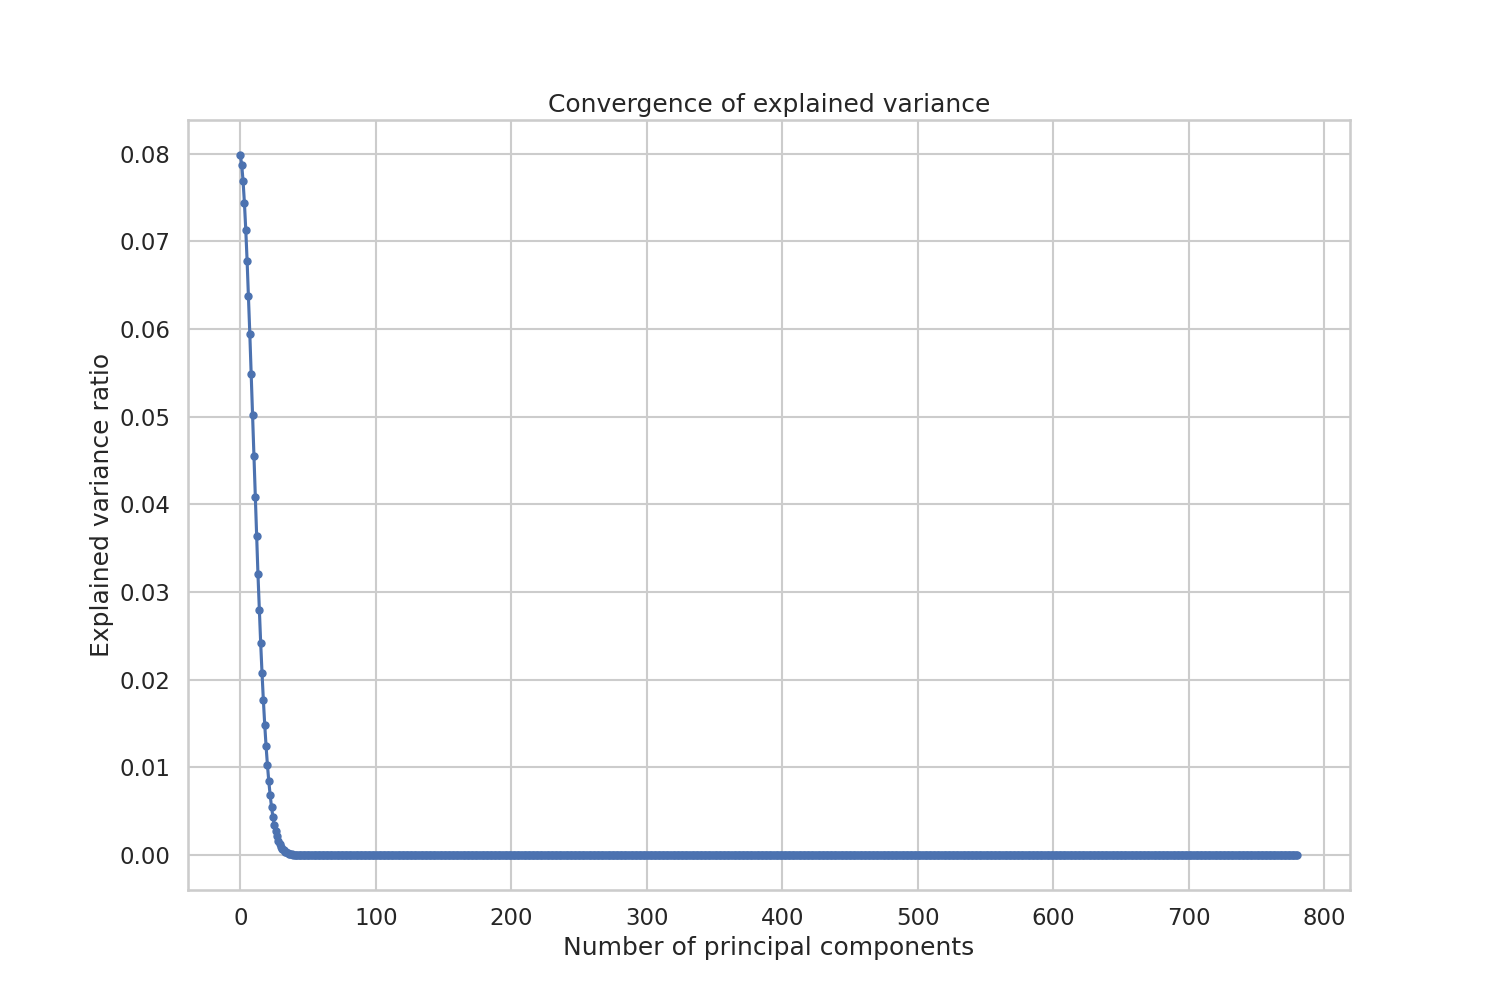 Convergence of explained variance
0.08
0.07
0.06
0.05
0.04
0.03
0.02
0.01
0.00
Explained variance ratio
0 100 200 300 400 500 600 700 800
Number of principal components